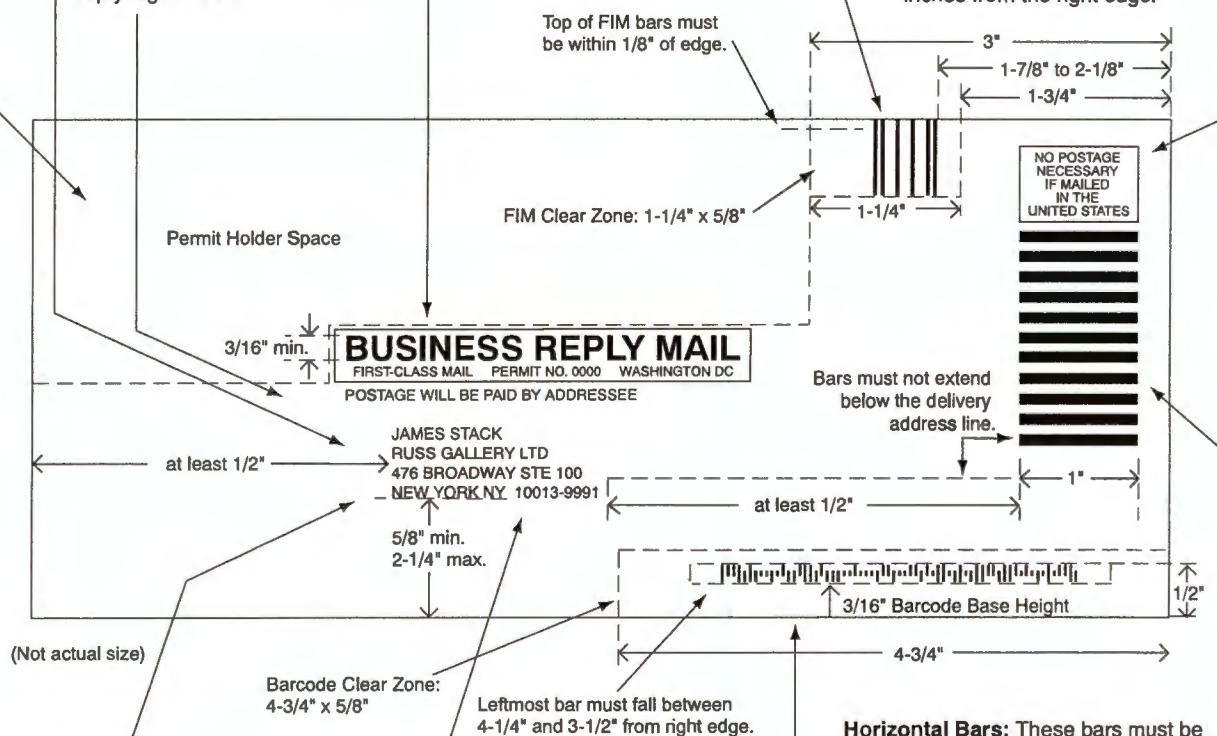 inches from the right edge.
Top of FIM bars must
be within 1/8" of edge.
3"
1-7/8" to 2-1/8"
1-3/4"
NO POSTAGE
NECESSARY
IF MAILED
IN THE
UNITED STATES
FIM Clear Zone: 1-1/4" x 5/8"
1-1/4"
Permit Holder Space
3/16" min.
BUSINESS REPLY MAIL
FIRST-CLASS MAIL PERMIT NO. 0000 WASHINGTON DC
POSTAGE WILL BE PAID BY ADDRESSEE
Bars must not extend
below the delivery
address line.
JAMES STACK
RUSS GALLERY LTD
476 BROADWAY STE 100
NEW YORK NY 10013-9991
at least 1/2"
1"
at least 1/2"
5/8" min.
2-1/4" max.
3/16" Barcode Base Height
1/2"
(Not actual size)
4-3/4"
Barcode Clear Zone:
4-3/4" x 5/8"
Leftmost bar must fall between
4-1/4" and 3-1/2" from right edge.
Horizontal Bars: These bars must be